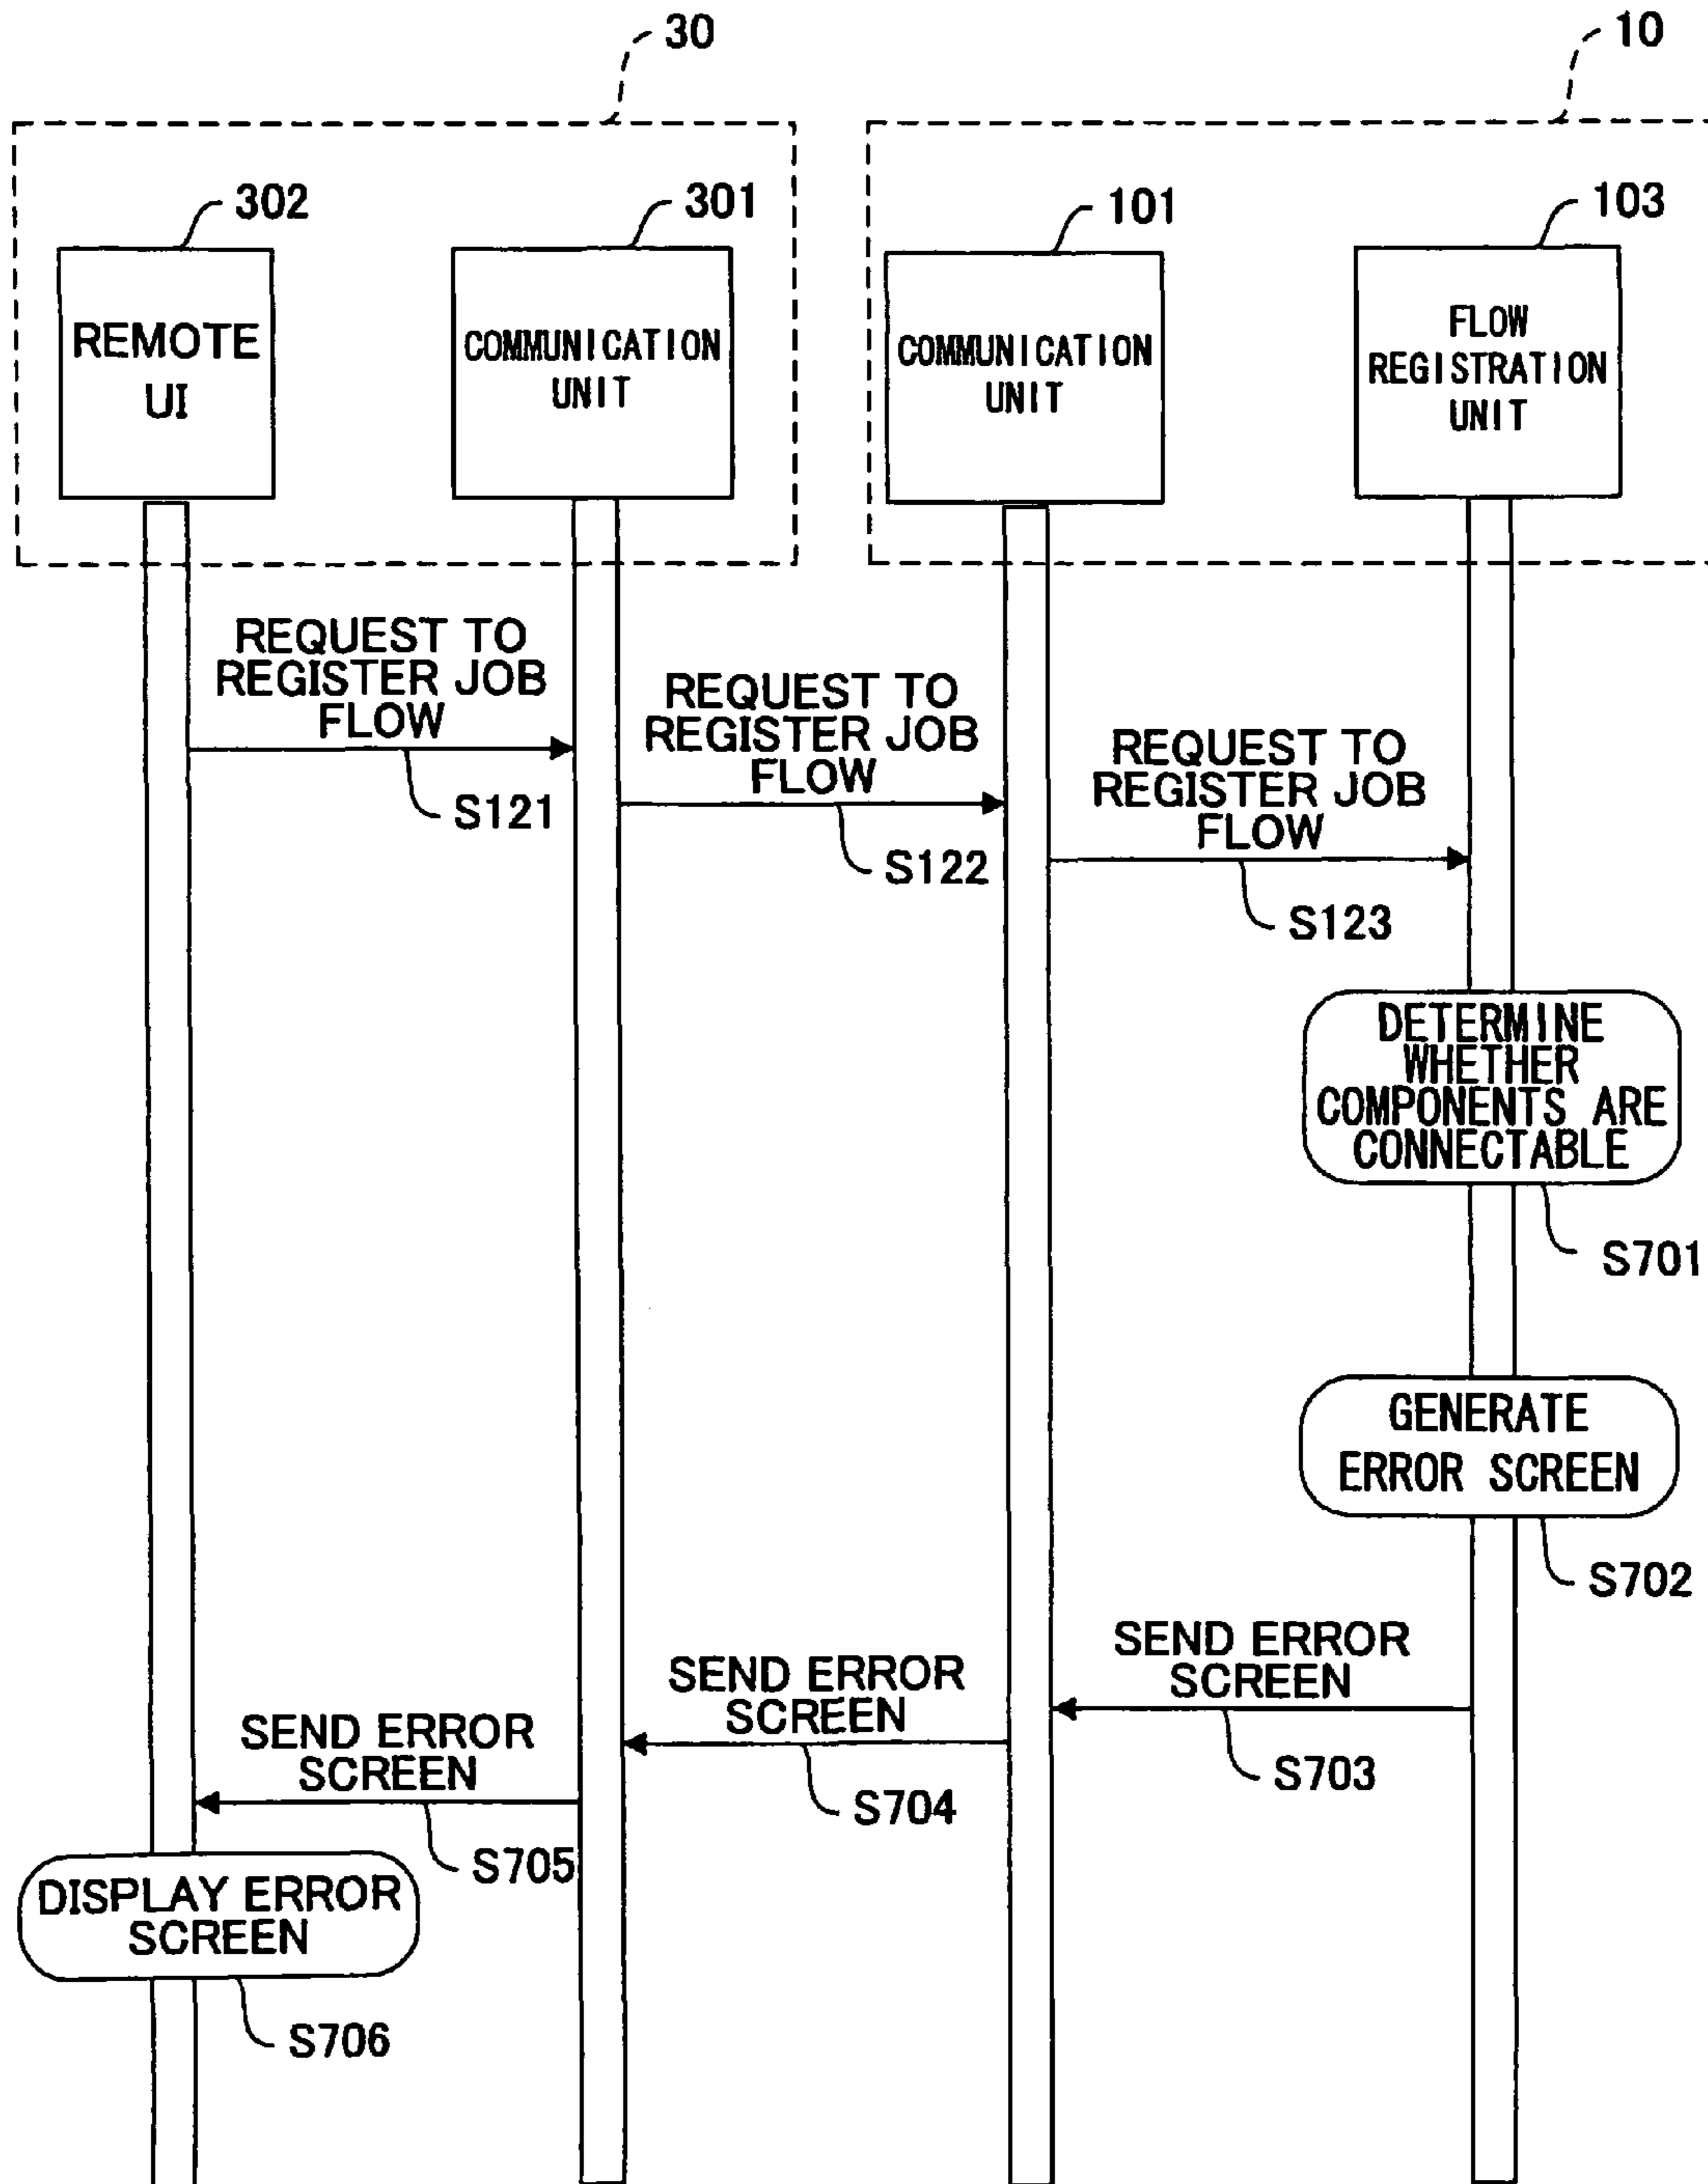 30
10
302
301
101
103
REMOTE
UI
COMMUNICATION
UNIT
COMMUNICATION
UNIT
FLOW
REGISTRATION
UNIT
REQUEST TO
REGISTER JOB
FLOW
S121
REQUEST TO
REGISTER JOB
FLOW
S122
REQUEST TO
REGISTER JOB
FLOW
S123
DETERMINE
WHETHER
COMPONENTS ARE
CONNECTABLE
S701
GENERATE
ERROR SCREEN
S702
SEND ERROR
SCREEN
S703
SEND ERROR
SCREEN
S704
SEND ERROR
SCREEN
S705
DISPLAY ERROR
SCREEN
S706